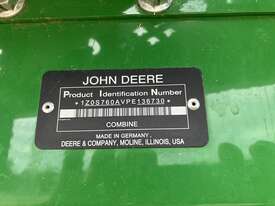 JOHN DEERE
Product Identification Number
*1Z0S760AVPE136730*
COMBINE
MADE IN GERMANY,
DEERE & COMPANY, MOLINE, ILLINOIS, USA